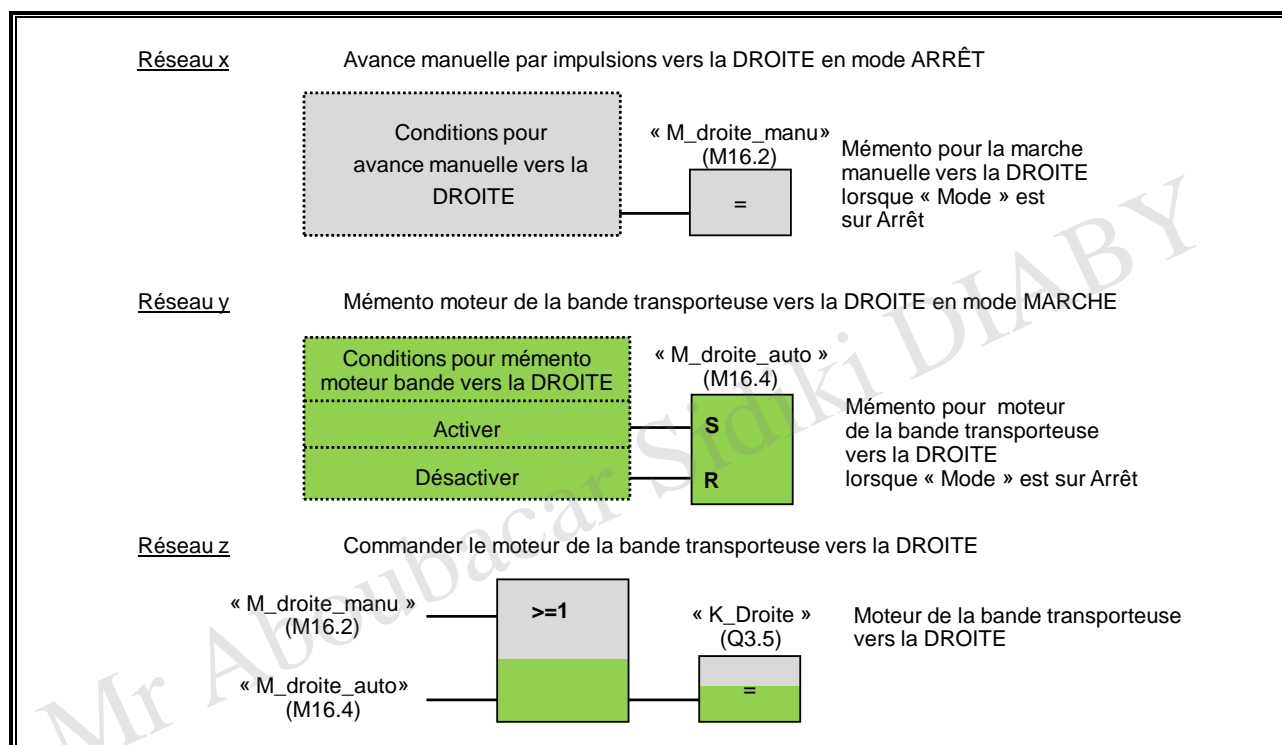 Réseau x Avance manuelle par impulsions vers la DROITE en mode ARRÊT
Conditions pour
avance manuelle vers la
DROITE
« M_droite_manu»
(M16.2)
=
Mémento pour la marche
manuelle vers la DROITE
lorsque « Mode » est
sur Arrêt
Réseau y Mémento moteur de la bande transporteuse vers la DROITE en mode MARCHE
Conditions pour mémento
moteur bande vers la DROITE
Activer
Désactiver
« M_droite_auto »
(M16.4)
S
R
Mémento pour moteur
de la bande transporteuse
vers la DROITE
lorsque « Mode » est sur Arrêt
Réseau z Commander le moteur de la bande transporteuse vers la DROITE
« M_droite_manu »
(M16.2)
>=1
« M_droite_auto»
(M16.4)
« K_Droite »
(Q3.5)
=
Moteur de la bande transporteuse
vers la DROITE
Mr Aboubacar Sidiki DIABY